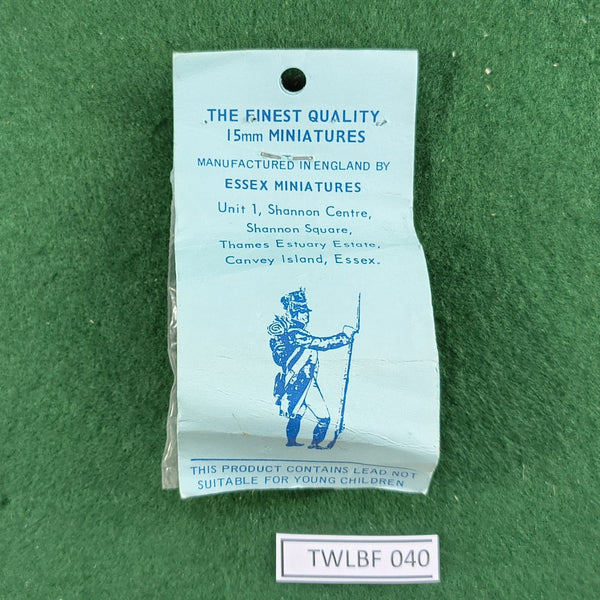 THE FINEST QUALITY
15mm MINIATURES
MANUFACTURED IN ENGLAND BY
ESSEX MINIATURES
Unit 1, Shannon Centre,
Shannon Square,
Thames Estuary Estate,
Canvey Island, Essex.
THIS PRODUCT CONTAINS LEAD NOT
SUITABLE FOR YOUNG CHILDREN
TWLBF 040